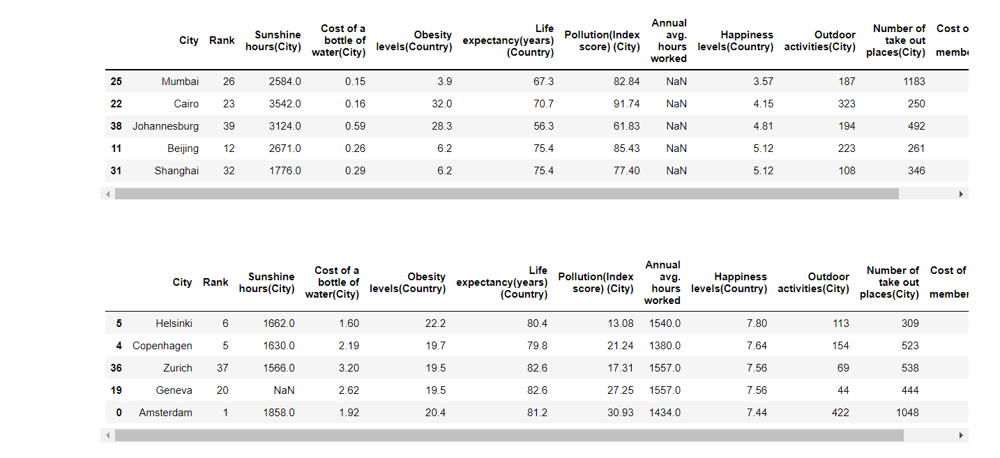 City Rank Sunshine hours(City) Cost of a bottle of water(City) Obesity levels(Country) Life expectancy(years) (Country) Pollution(Index score) (City) Annual avg. hours worked Happiness levels(Country) Outdoor activities(City) Number of take out places(City) Cost o membe
25 Mumbai 26 2584.0 0.15 3.9 67.3 82.84 NaN 3.57 187 1183
22 Cairo 23 3542.0 0.16 32.0 70.7 91.74 NaN 4.15 323 250
38 Johannesburg 39 3124.0 0.59 28.3 56.3 61.83 NaN 4.81 194 492
11 Beijing 12 2671.0 0.26 6.2 75.4 85.43 NaN 5.12 223 261
31 Shanghai 32 1776.0 0.29 6.2 75.4 77.40 NaN 5.12 108 346
City Rank Sunshine hours(City) Cost of a bottle of water(City) Obesity levels(Country) Life expectancy(years) (Country) Pollution(Index score) (City) Annual avg. hours worked Happiness levels(Country) Outdoor activities(City) Number of take out places(City) Cost of member
5 Helsinki 6 1662.0 1.60 22.2 80.4 13.08 1540.0 7.80 113 309
4 Copenhagen 5 1630.0 2.19 19.7 79.8 21.24 1380.0 7.64 154 523
36 Zurich 37 1566.0 3.20 19.5 82.6 17.31 1557.0 7.56 69 538
19 Geneva 20 NaN 2.62 19.5 82.6 27.25 1557.0 7.56 44 444
0 Amsterdam 1 1858.0 1.92 20.4 81.2 30.93 1434.0 7.44 422 1048